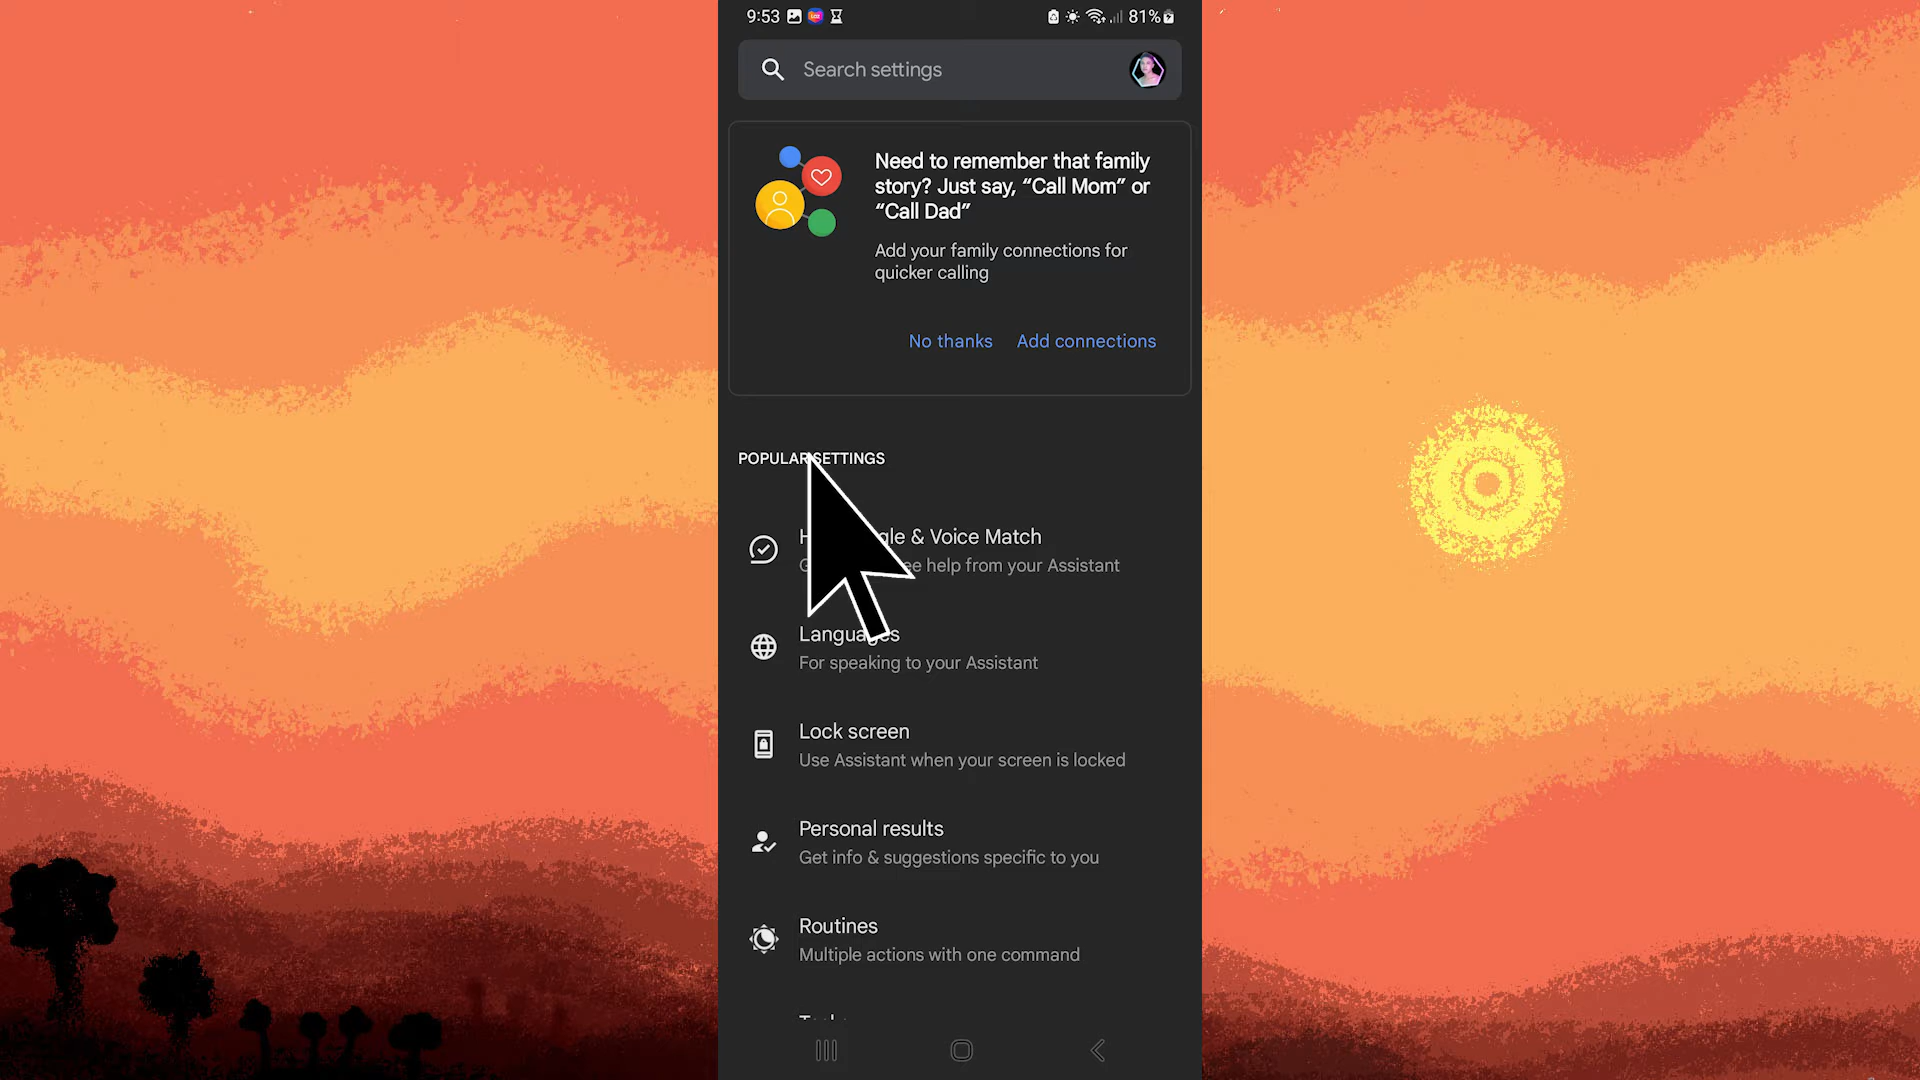 9:53
81%
Search settings
Need to remember that family
story? Just say, “Call Mom” or
“Call Dad”
Add your family connections for
quicker calling
No thanks Add connections
POPULAR SETTINGS
& Voice Match
help from your Assistant
Languages
For speaking to your Assistant
Lock screen
Use Assistant when your screen is locked
Personal results
Get info & suggestions specific to you
Routines
Multiple actions with one command